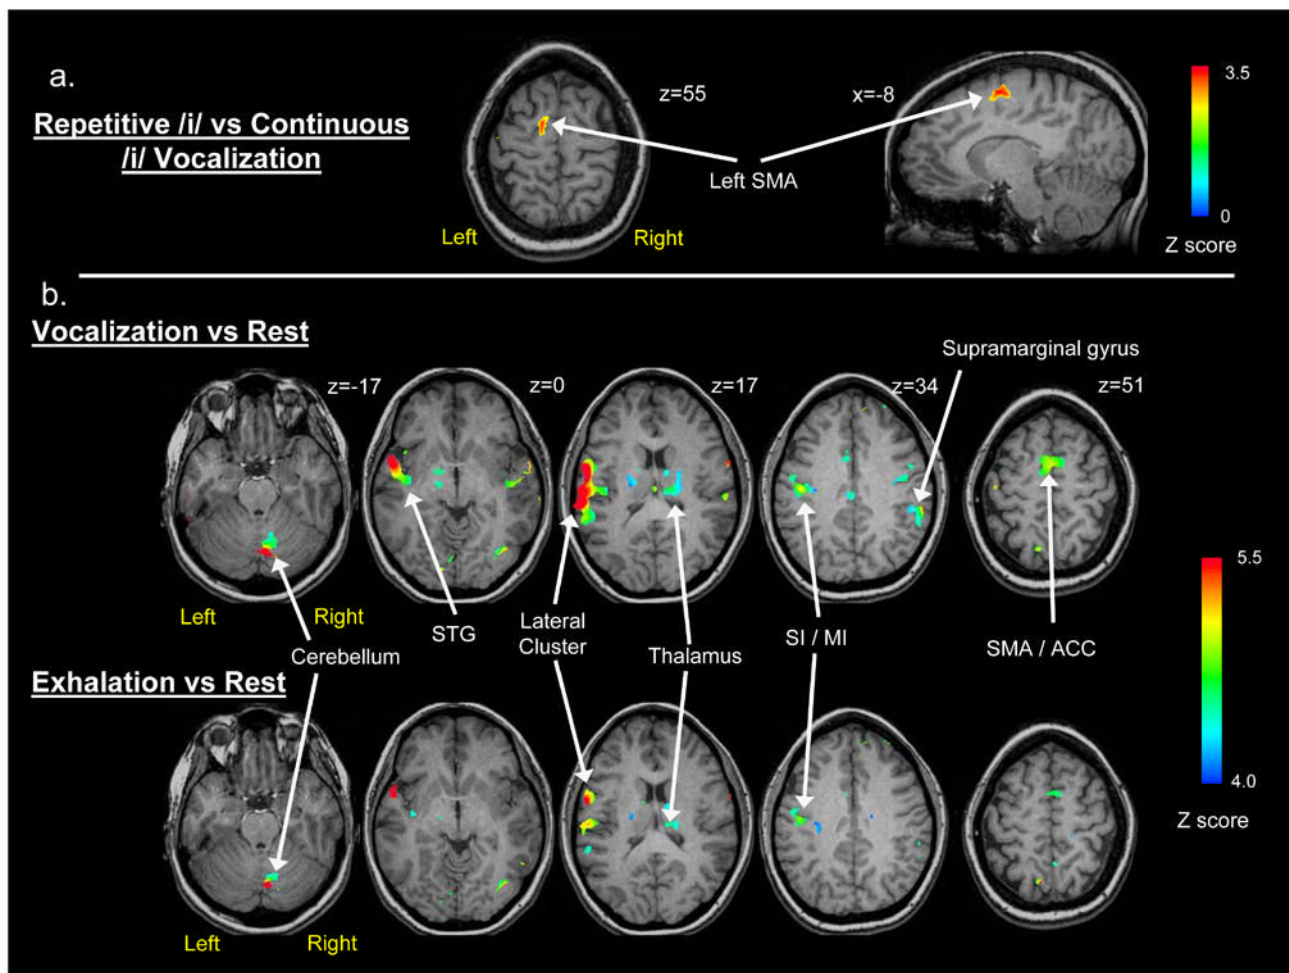 a.
Repetitive /i/ vs Continuous
/i/ Vocalization
z=55
x=-8
Left SMA
Left
Right
3.5
0
Z score
b.
Vocalization vs Rest
Supramarginal gyrus
z=-17
z=0
z=17
z=34
z=51
Left
Right
Cerebellum
STG
Lateral
Cluster
Thalamus
SI / MI
SMA / ACC
5.5
4.0
Z score
Exhalation vs Rest
Left
Right